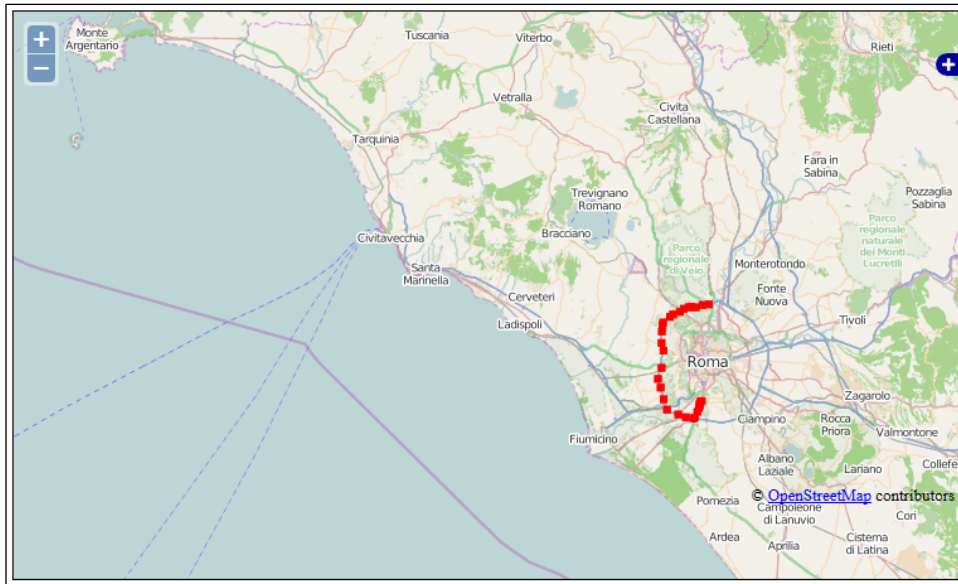 +
−
+
Monte
Argentario
Tuscania
Viterbo
Rieti
Vetralla
Civita
Castellana
Tarquinia
Fara in
Sabina
Trevignano
Romano
Pozzaglia
Sabina
Bracciano
Civitavecchia
Parco
regionale
di Veio
Parco
regionale
naturale
dei Monti
Lucretili
Santa
Marinella
Monterotondo
Fonte
Nuova
Cerveteri
Ladispoli
Tivoli
Roma
Zagarolo
Ciampino
Rocca
Priora
Valmontone
Fiumicino
Albano
Laziale
Lariano
Collefe
Pomezia
© OpenStreetMap contributors
Campoleone
di Lanuvio
Cori
Ardea
Aprilia
Cisterna
di Latina